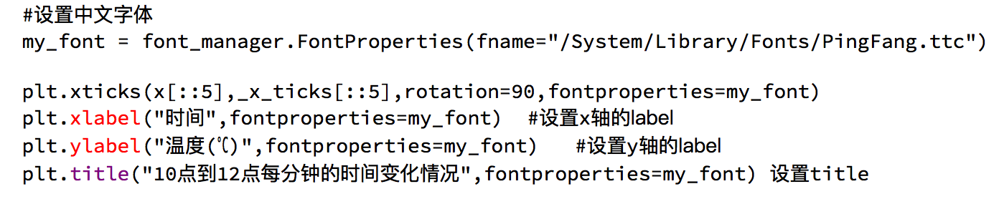 #设置中文字体
my_font = font_manager.FontProperties(fname="/System/Library/Fonts/PingFang.ttc")
plt.xticks(x[::5],_x_ticks[::5],rotation=90,fontproperties=my_font)
plt.xlabel("时间",fontproperties=my_font)  #设置x轴的label
plt.ylabel("温度(℃)",fontproperties=my_font)   #设置y轴的label
plt.title("10点到12点每分钟的时间变化情况",fontproperties=my_font) 设置title